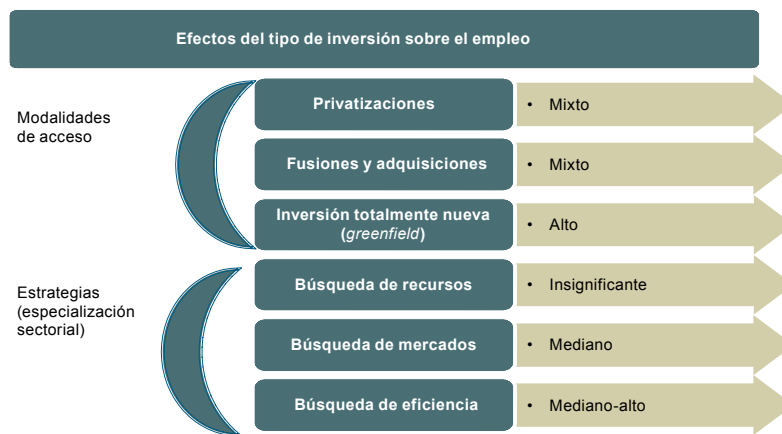 Efectos del tipo de inversión sobre el empleo
Modalidades
de acceso
Privatizaciones
• Mixto
Fusiones y adquisiciones
• Mixto
Inversión totalmente nueva
(greenfield)
• Alto
Estrategias
(especialización
sectorial)
Búsqueda de recursos
• Insignificante
Búsqueda de mercados
• Mediano
Búsqueda de eficiencia
• Mediano-alto